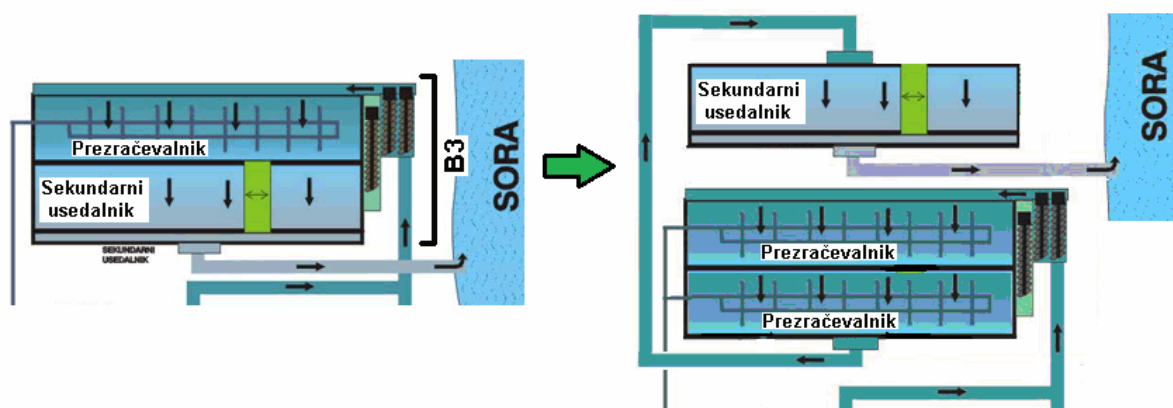 Prezračevalnik
Sekundarni
usedalnik
SEKUNDARNI
USEDALNIK
B3
SORA
Sekundarni
usedalnik
SORA
Prezračevalnik
Prezračevalnik